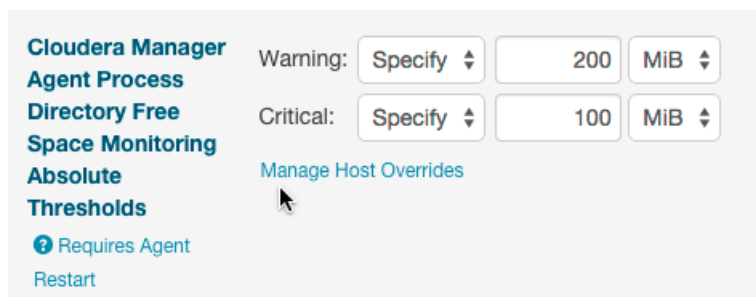 Cloudera Manager
Agent Process
Directory Free
Space Monitoring
Absolute
Thresholds
Requires Agent
Restart
Warning: Specify 200 MiB
Critical: Specify 100 MiB
Manage Host Overrides